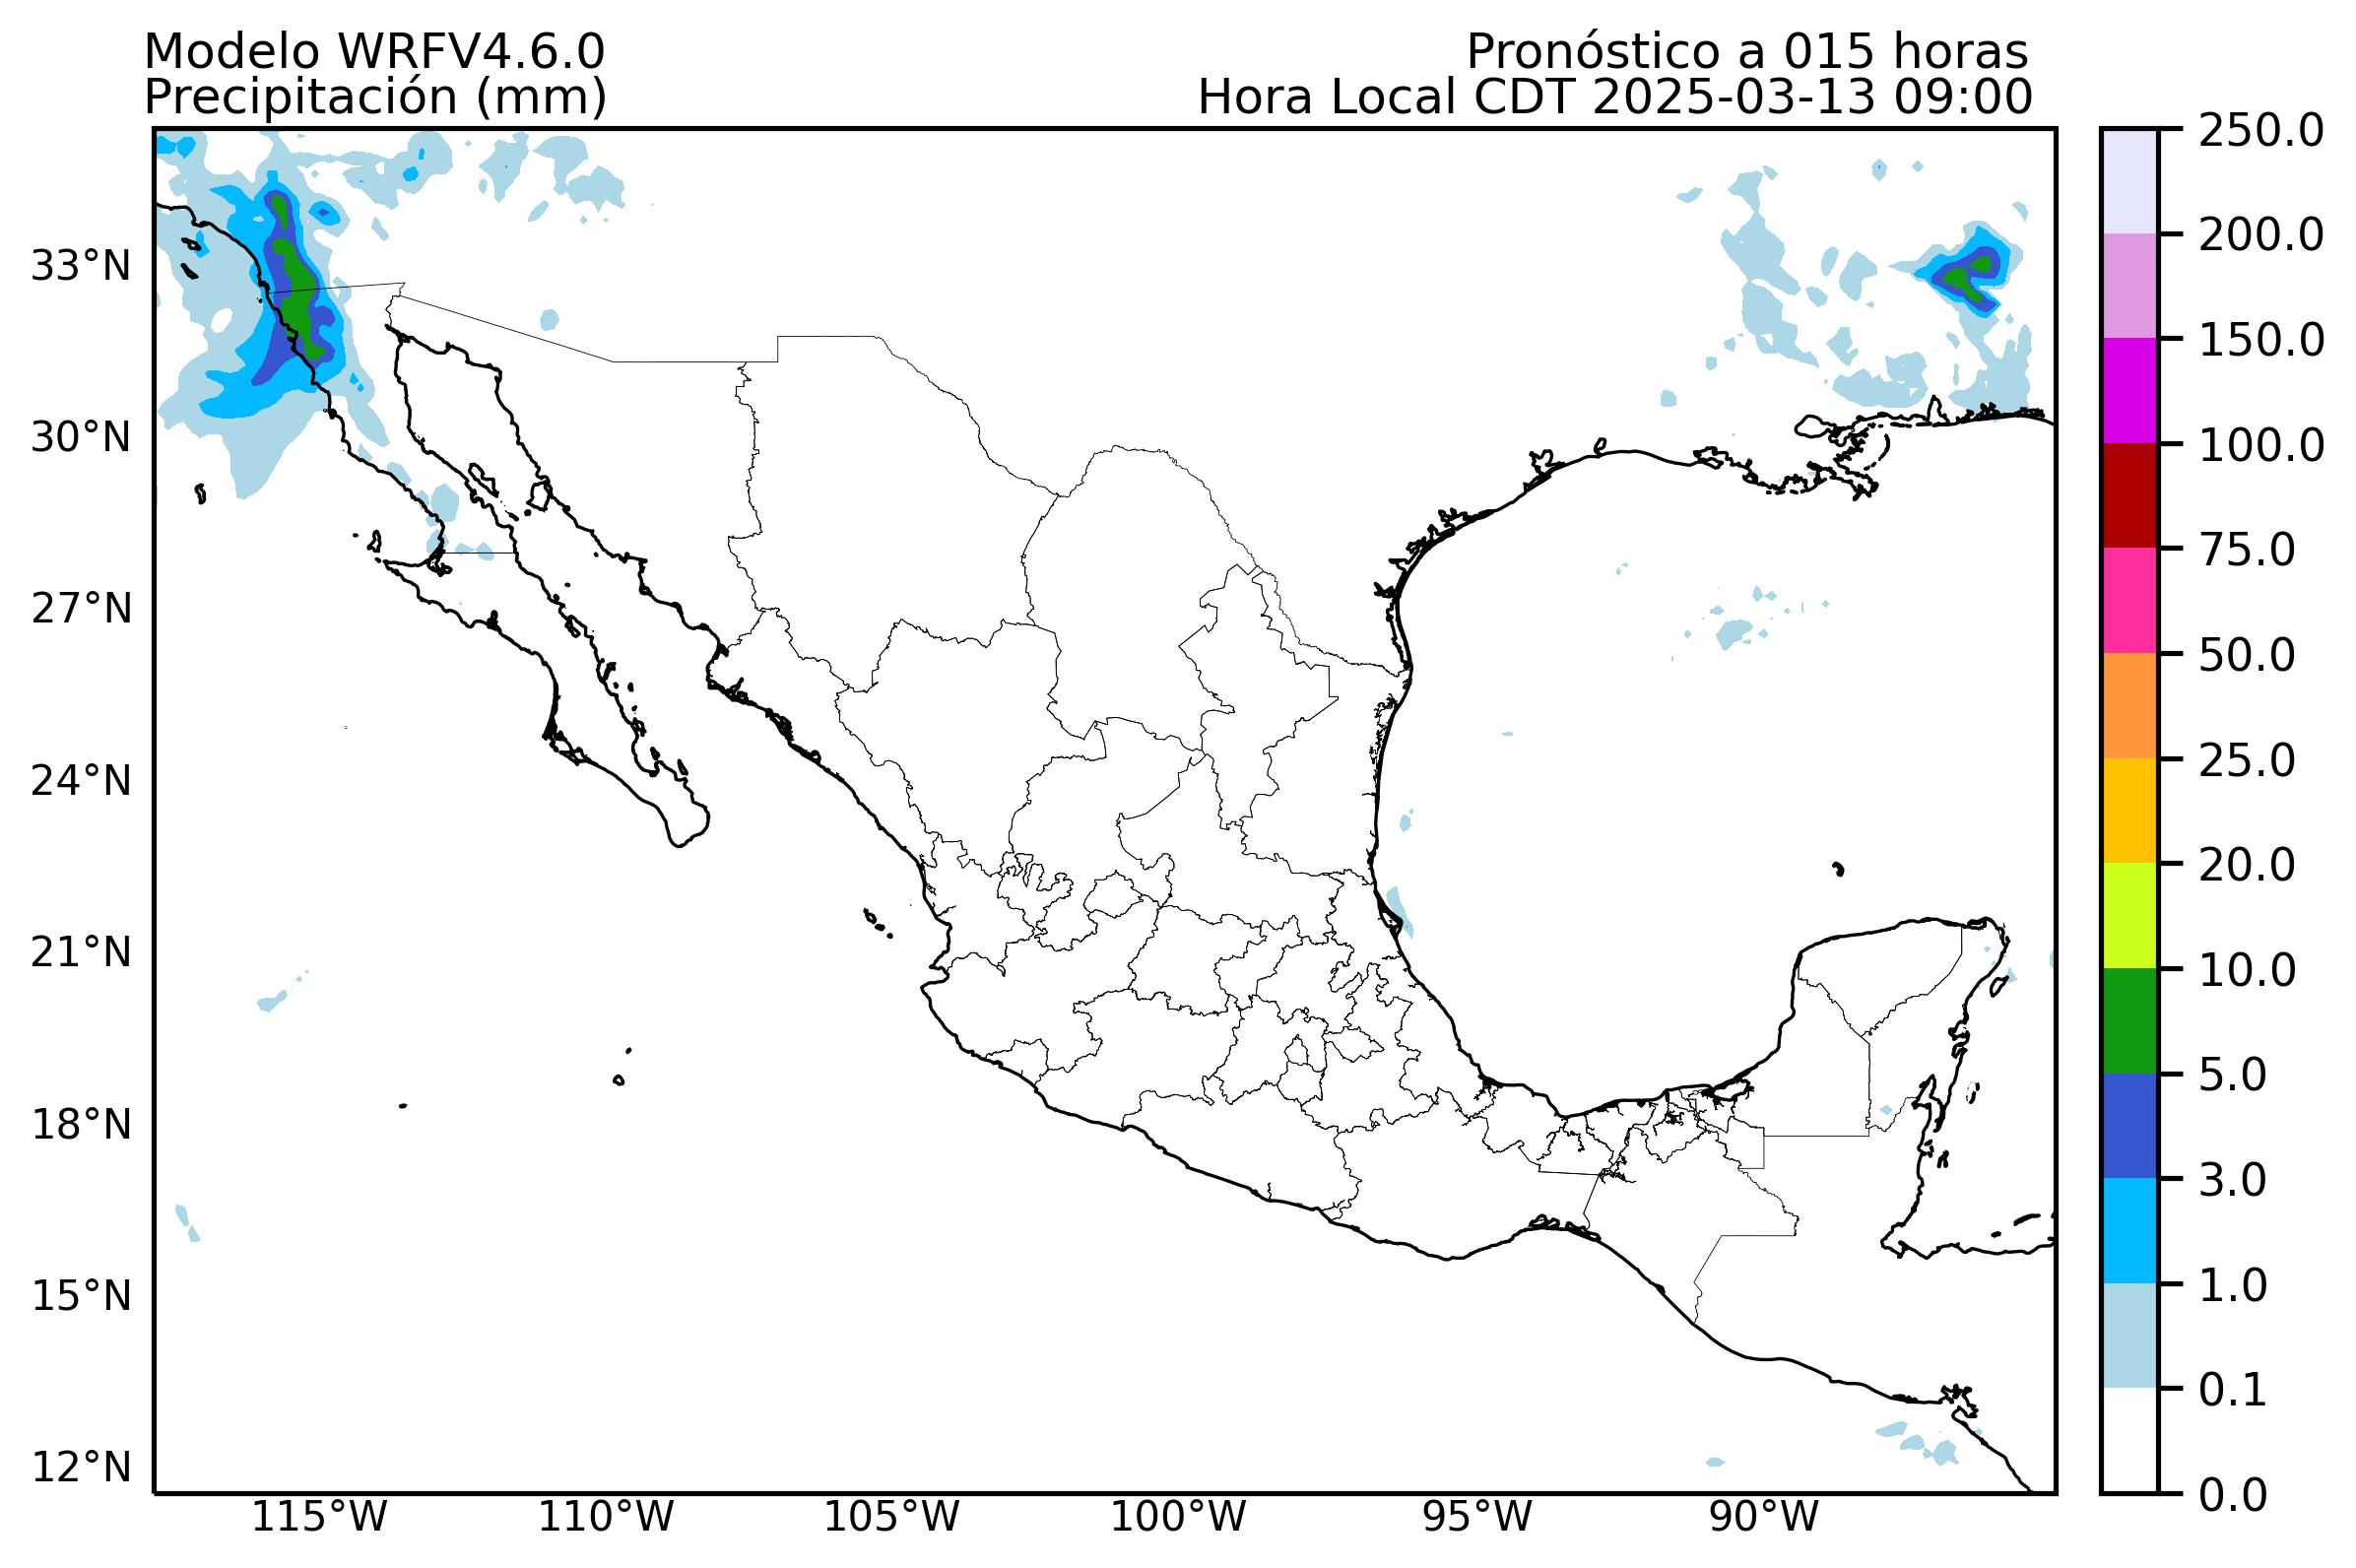 Modelo WRFV4.6.0
Pronóstico a 015 horas
Precipitación (mm)
Hora Local CDT 2025-03-13 09:00
250.0
200.0
150.0
100.0
75.0
50.0
25.0
20.0
10.0
5.0
3.0
1.0
0.1
0.0
33°N
30°N
27°N
24°N
21°N
18°N
15°N
12°N
115°W
110°W
105°W
100°W
95°W
90°W